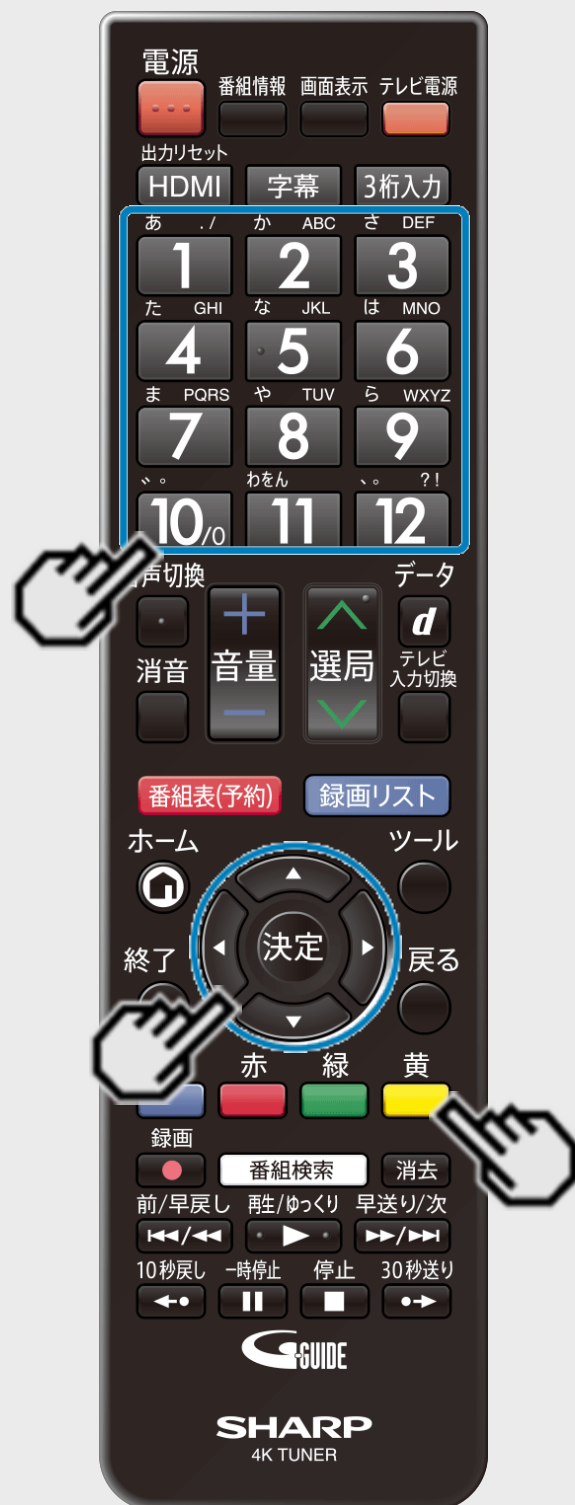 電源
番組情報 画面表示 テレビ電源
出力リセット
HDMI 字幕 3桁入力
あ ./ か ABC さ DEF
1 2 3
た GHI な JKL は MNO
4 5 6
ま PQRS や TUV ら WXYZ
7 8 9
゛゜ わをん 、。 ?!
10/0 11 12
声切換 データ
d
消音 音量 選局 テレビ
入力切換
番組表(予約) 録画リスト
ホーム ツール
決定
終了 戻る
赤 緑 黄
録画
番組検索 消去
前/早戻し 再生/ゆっくり 早送り/次
10秒戻し 一時停止 停止 30秒送り
G-GUIDE
SHARP
4K TUNER